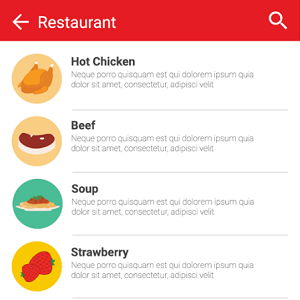 Restaurant
Hot Chicken
Neque porro quisquam est qui dolorem ipsum quia
dolor sit amet, consectetur, adipisci velit
Beef
Neque porro quisquam est qui dolorem ipsum quia
dolor sit amet, consectetur, adipisci velit
Soup
Neque porro quisquam est qui dolorem ipsum quia
dolor sit amet, consectetur, adipisci velit
Strawberry
Neque porro quisquam est qui dolorem ipsum quia
dolor sit amet, consectetur, adipisci velit